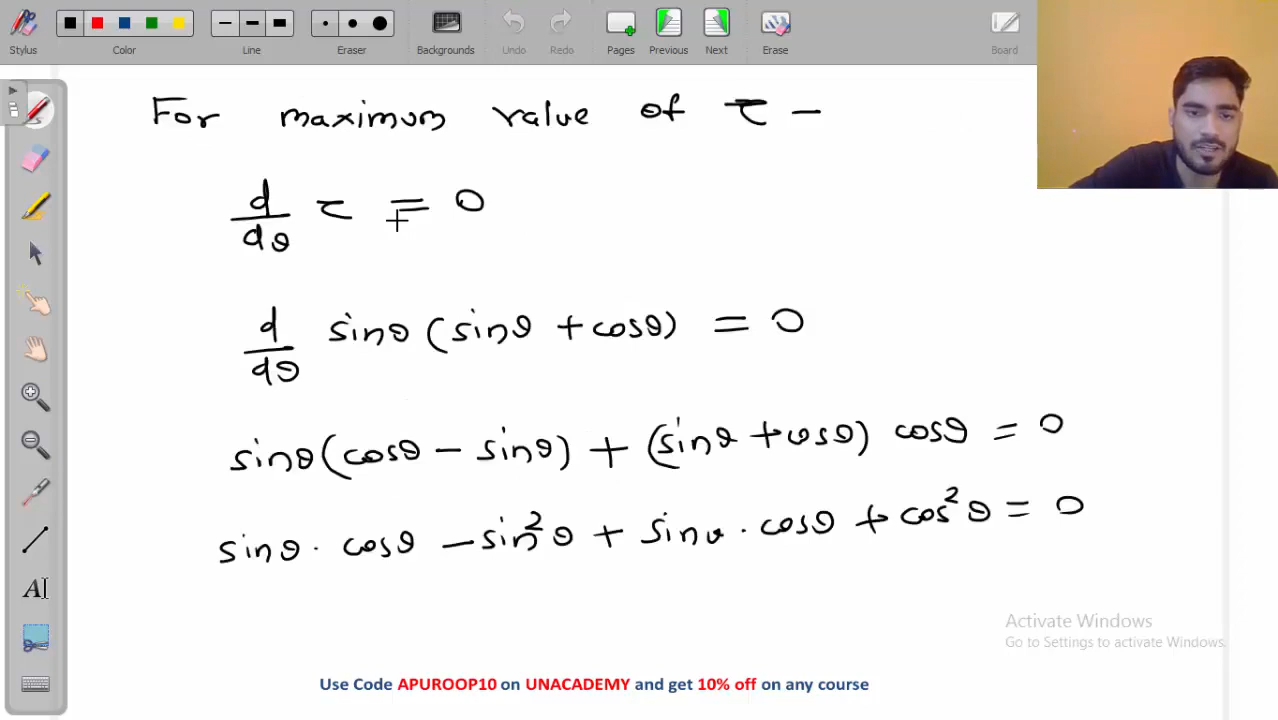 Stylus Color Line Eraser Backgrounds Undo Redo Pages Previous Next Erase Board
For maximum value of τ –
d/dθ τ = 0
d/dθ sinθ (sinθ + cosθ) = 0
sinθ(cosθ – sinθ) + (sinθ + cosθ) cosθ = 0
sinθ · cosθ – sin²θ + sinθ · cosθ + cos²θ = 0
A
Activate Windows
Go to Settings to activate Windows.
Use Code APUROOP10 on UNACADEMY and get 10% off on any course